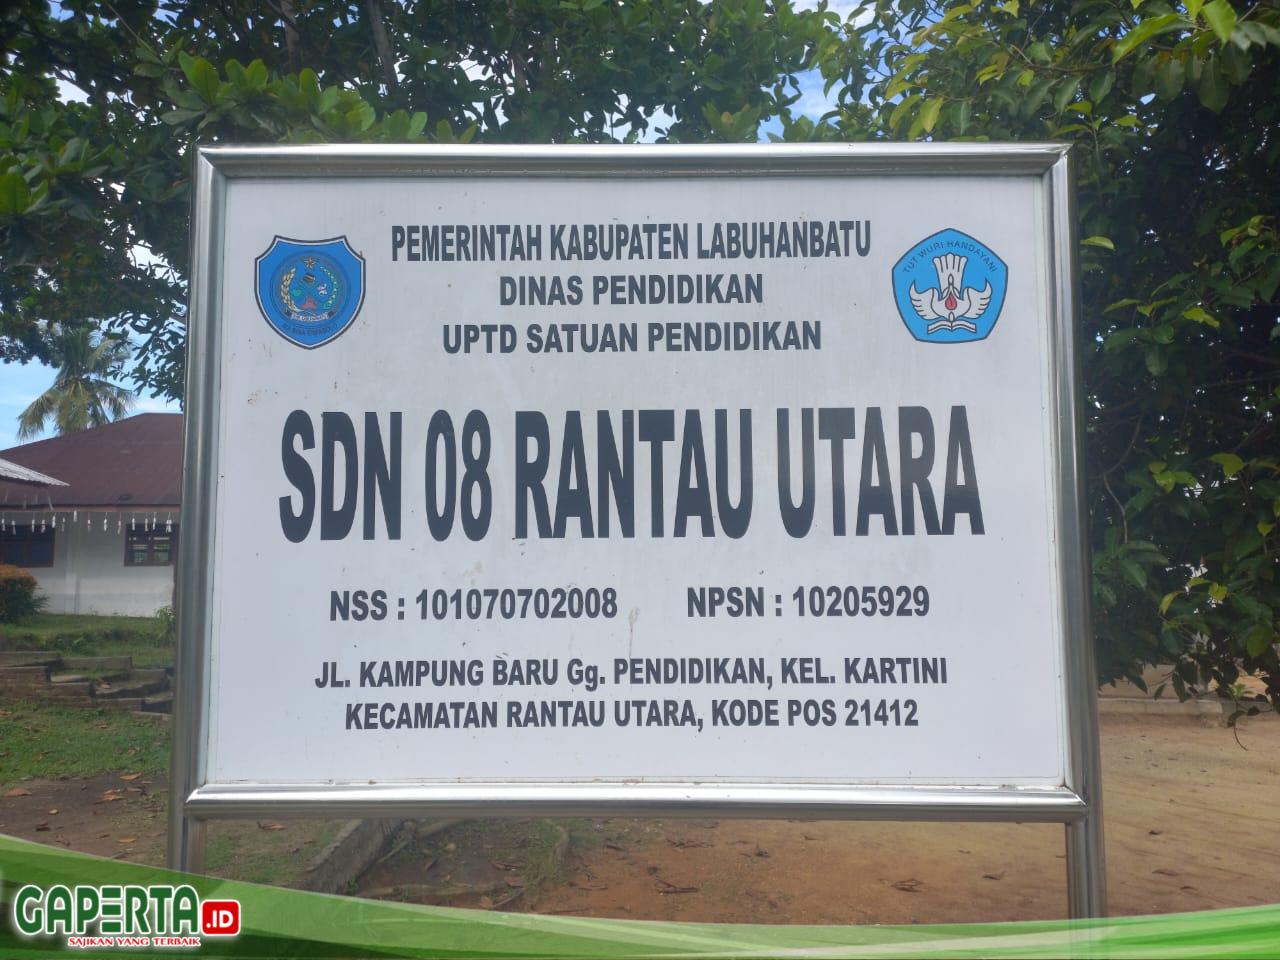 PEMERINTAH KABUPATEN LABUHANBATU
DINAS PENDIDIKAN
UPTD SATUAN PENDIDIKAN
TUT WURI HANDAYANI
SDN 08 RANTAU UTARA
NSS : 101070702008 NPSN : 10205929
JL. KAMPUNG BARU Gg. PENDIDIKAN, KEL. KARTINI
KECAMATAN RANTAU UTARA, KODE POS 21412
GAPERTA.ID
SAJIKAN YANG TERBAIK